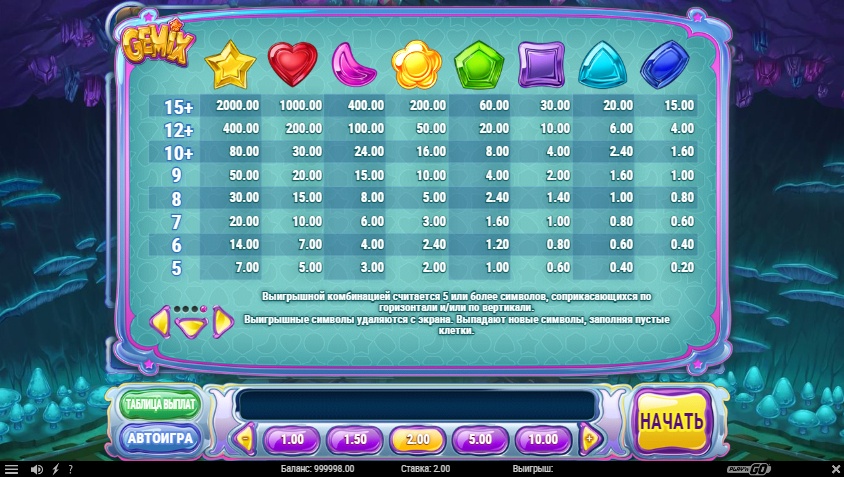 GEMiX
15+ 2000.00 1000.00 400.00 200.00 60.00 30.00 20.00 15.00
12+ 400.00 200.00 100.00 50.00 20.00 10.00 6.00 4.00
10+ 80.00 30.00 24.00 16.00 8.00 4.00 2.40 1.60
9 50.00 20.00 15.00 10.00 4.00 2.00 1.60 1.00
8 30.00 15.00 8.00 5.00 2.40 1.40 1.00 0.80
7 20.00 10.00 6.00 3.00 1.60 1.00 0.80 0.60
6 14.00 7.00 4.00 2.40 1.20 0.80 0.60 0.40
5 7.00 5.00 3.00 2.00 1.00 0.60 0.40 0.20
Выигрышной комбинацией считается 5 или более символов, соприкасающихся по
горизонтали и/или по вертикали.
Выигрышные символы удаляются с экрана. Выпадают новые символы, заполняя пустые
клетки.
ТАБЛИЦА ВЫПЛАТ
АВТОИГРА
- 1.00 1.50 2.00 5.00 10.00 +
НАЧАТЬ
? Баланс: 999998.00 Ставка: 2.00 Выигрыш: PLAY'N GO